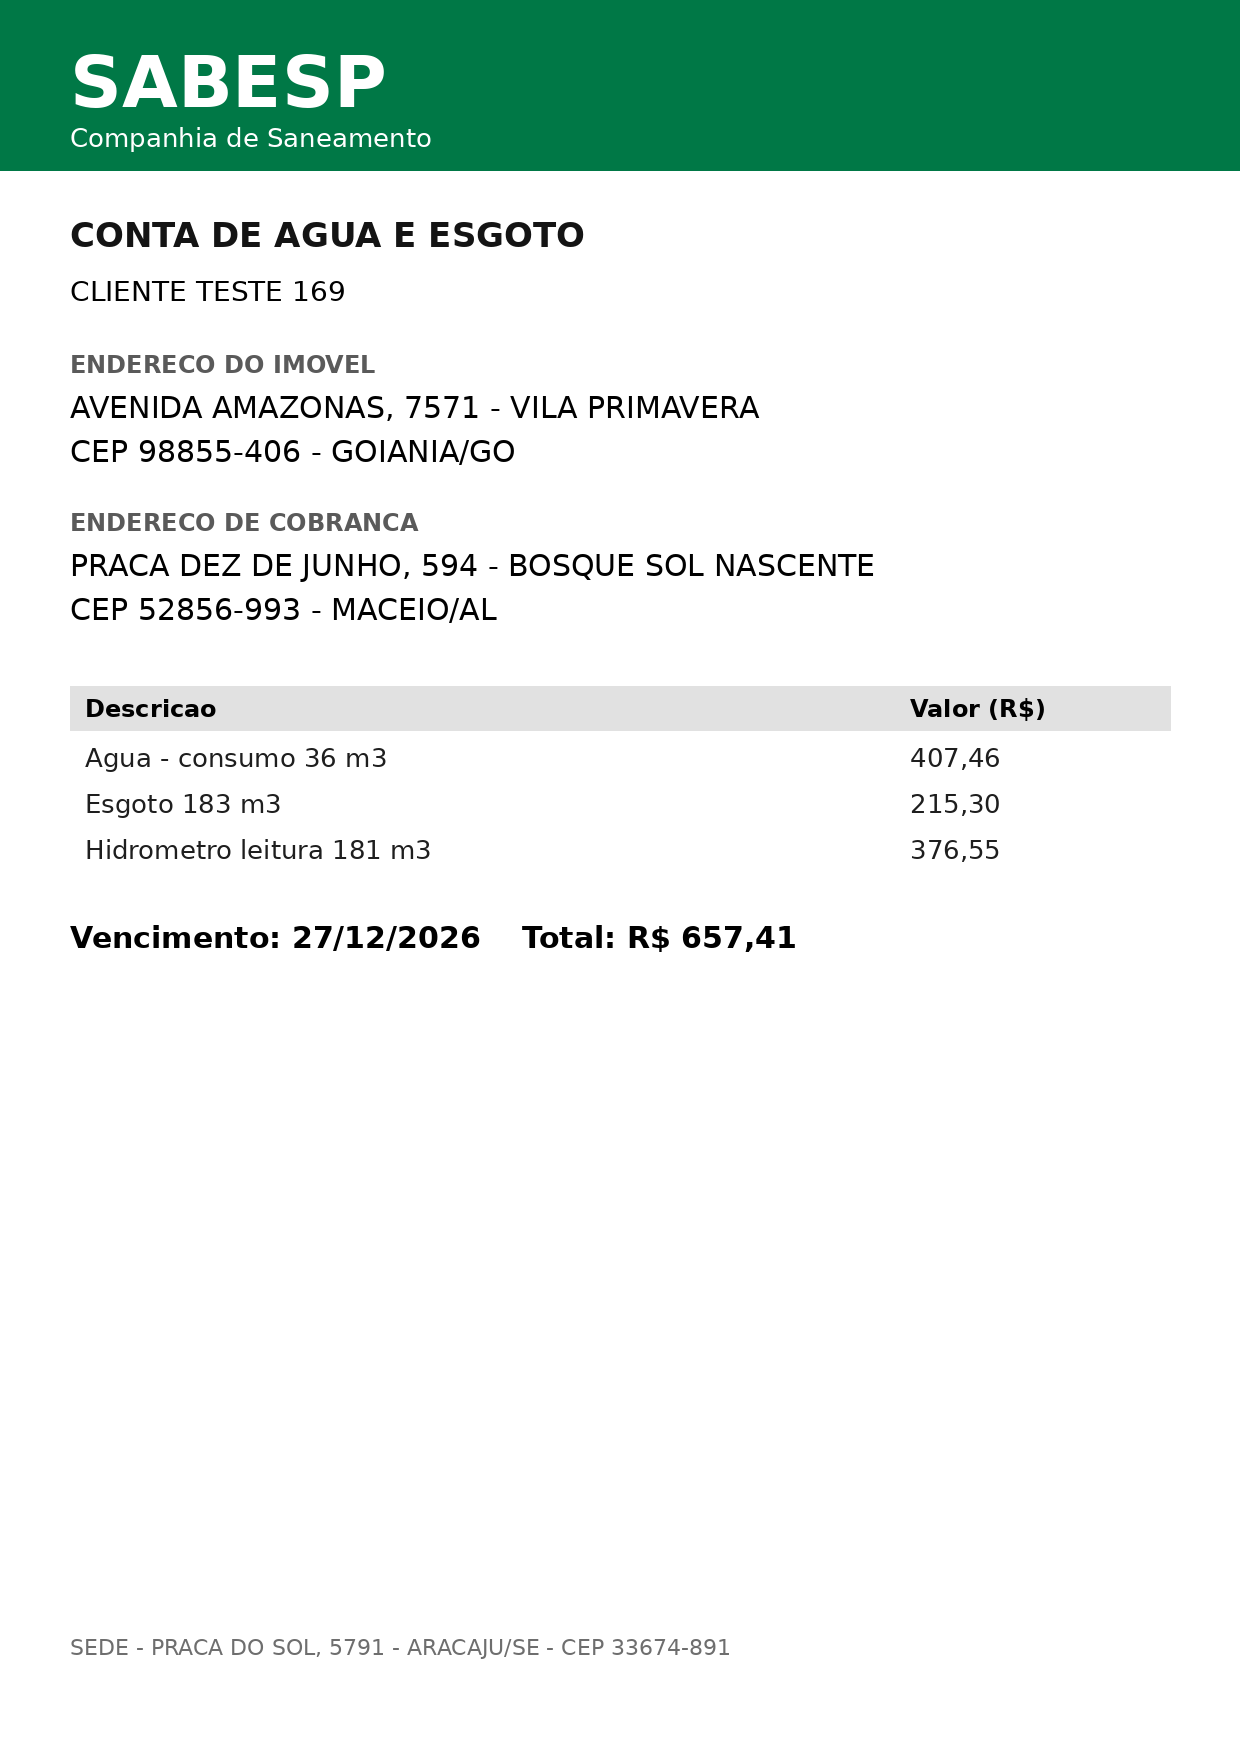 SABESP
Companhia de Saneamento
CONTA DE AGUA E ESGOTO
CLIENTE TESTE 169
ENDERECO DO IMOVEL
AVENIDA AMAZONAS, 7571 - VILA PRIMAVERA
CEP 98855-406 - GOIANIA/GO
ENDERECO DE COBRANCA
PRACA DEZ DE JUNHO, 594 - BOSQUE SOL NASCENTE
CEP 52856-993 - MACEIO/AL
Descricao Valor (R$)
Agua - consumo 36 m3 407,46
Esgoto 183 m3 215,30
Hidrometro leitura 181 m3 376,55
Vencimento: 27/12/2026 Total: R$ 657,41
SEDE - PRACA DO SOL, 5791 - ARACAJU/SE - CEP 33674-891